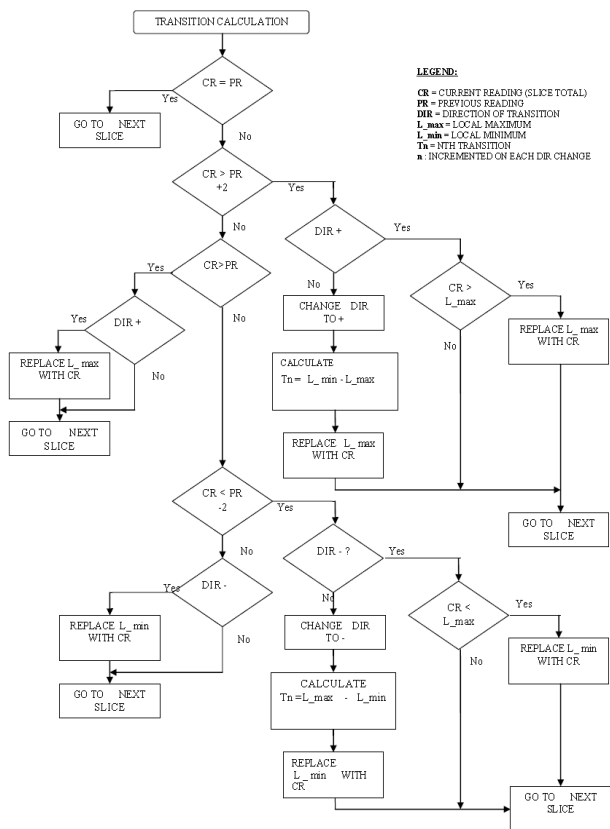 TRANSITION CALCULATION
CR = PR
Yes
GO TO NEXT
SLICE
No
LEGEND:
CR = CURRENT READING (SLICE TOTAL)
PR = PREVIOUS READING
DIR = DIRECTION OF TRANSITION
L_max = LOCAL MAXIMUM
L_min = LOCAL MINIMUM
Tn = NTH TRANSITION
n : INCREMENTED ON EACH DIR CHANGE
CR > PR
+2
Yes
No
DIR +
Yes
No
CR >
L_max
Yes
No
REPLACE L_max
WITH CR
CHANGE DIR
TO +
CALCULATE
Tn = L_min - L_max
REPLACE L_max
WITH CR
GO TO NEXT
SLICE
CR>PR
Yes
No
DIR +
Yes
No
REPLACE L_max
WITH CR
GO TO NEXT
SLICE
CR < PR
-2
Yes
No
DIR - ?
Yes
No
CR <
L_max
Yes
No
REPLACE L_min
WITH CR
CHANGE DIR
TO -
CALCULATE
Tn=L_max - L_min
REPLACE
L_min WITH
CR
GO TO NEXT
SLICE
DIR -
Yes
No
REPLACE L_min
WITH CR
GO TO NEXT
SLICE